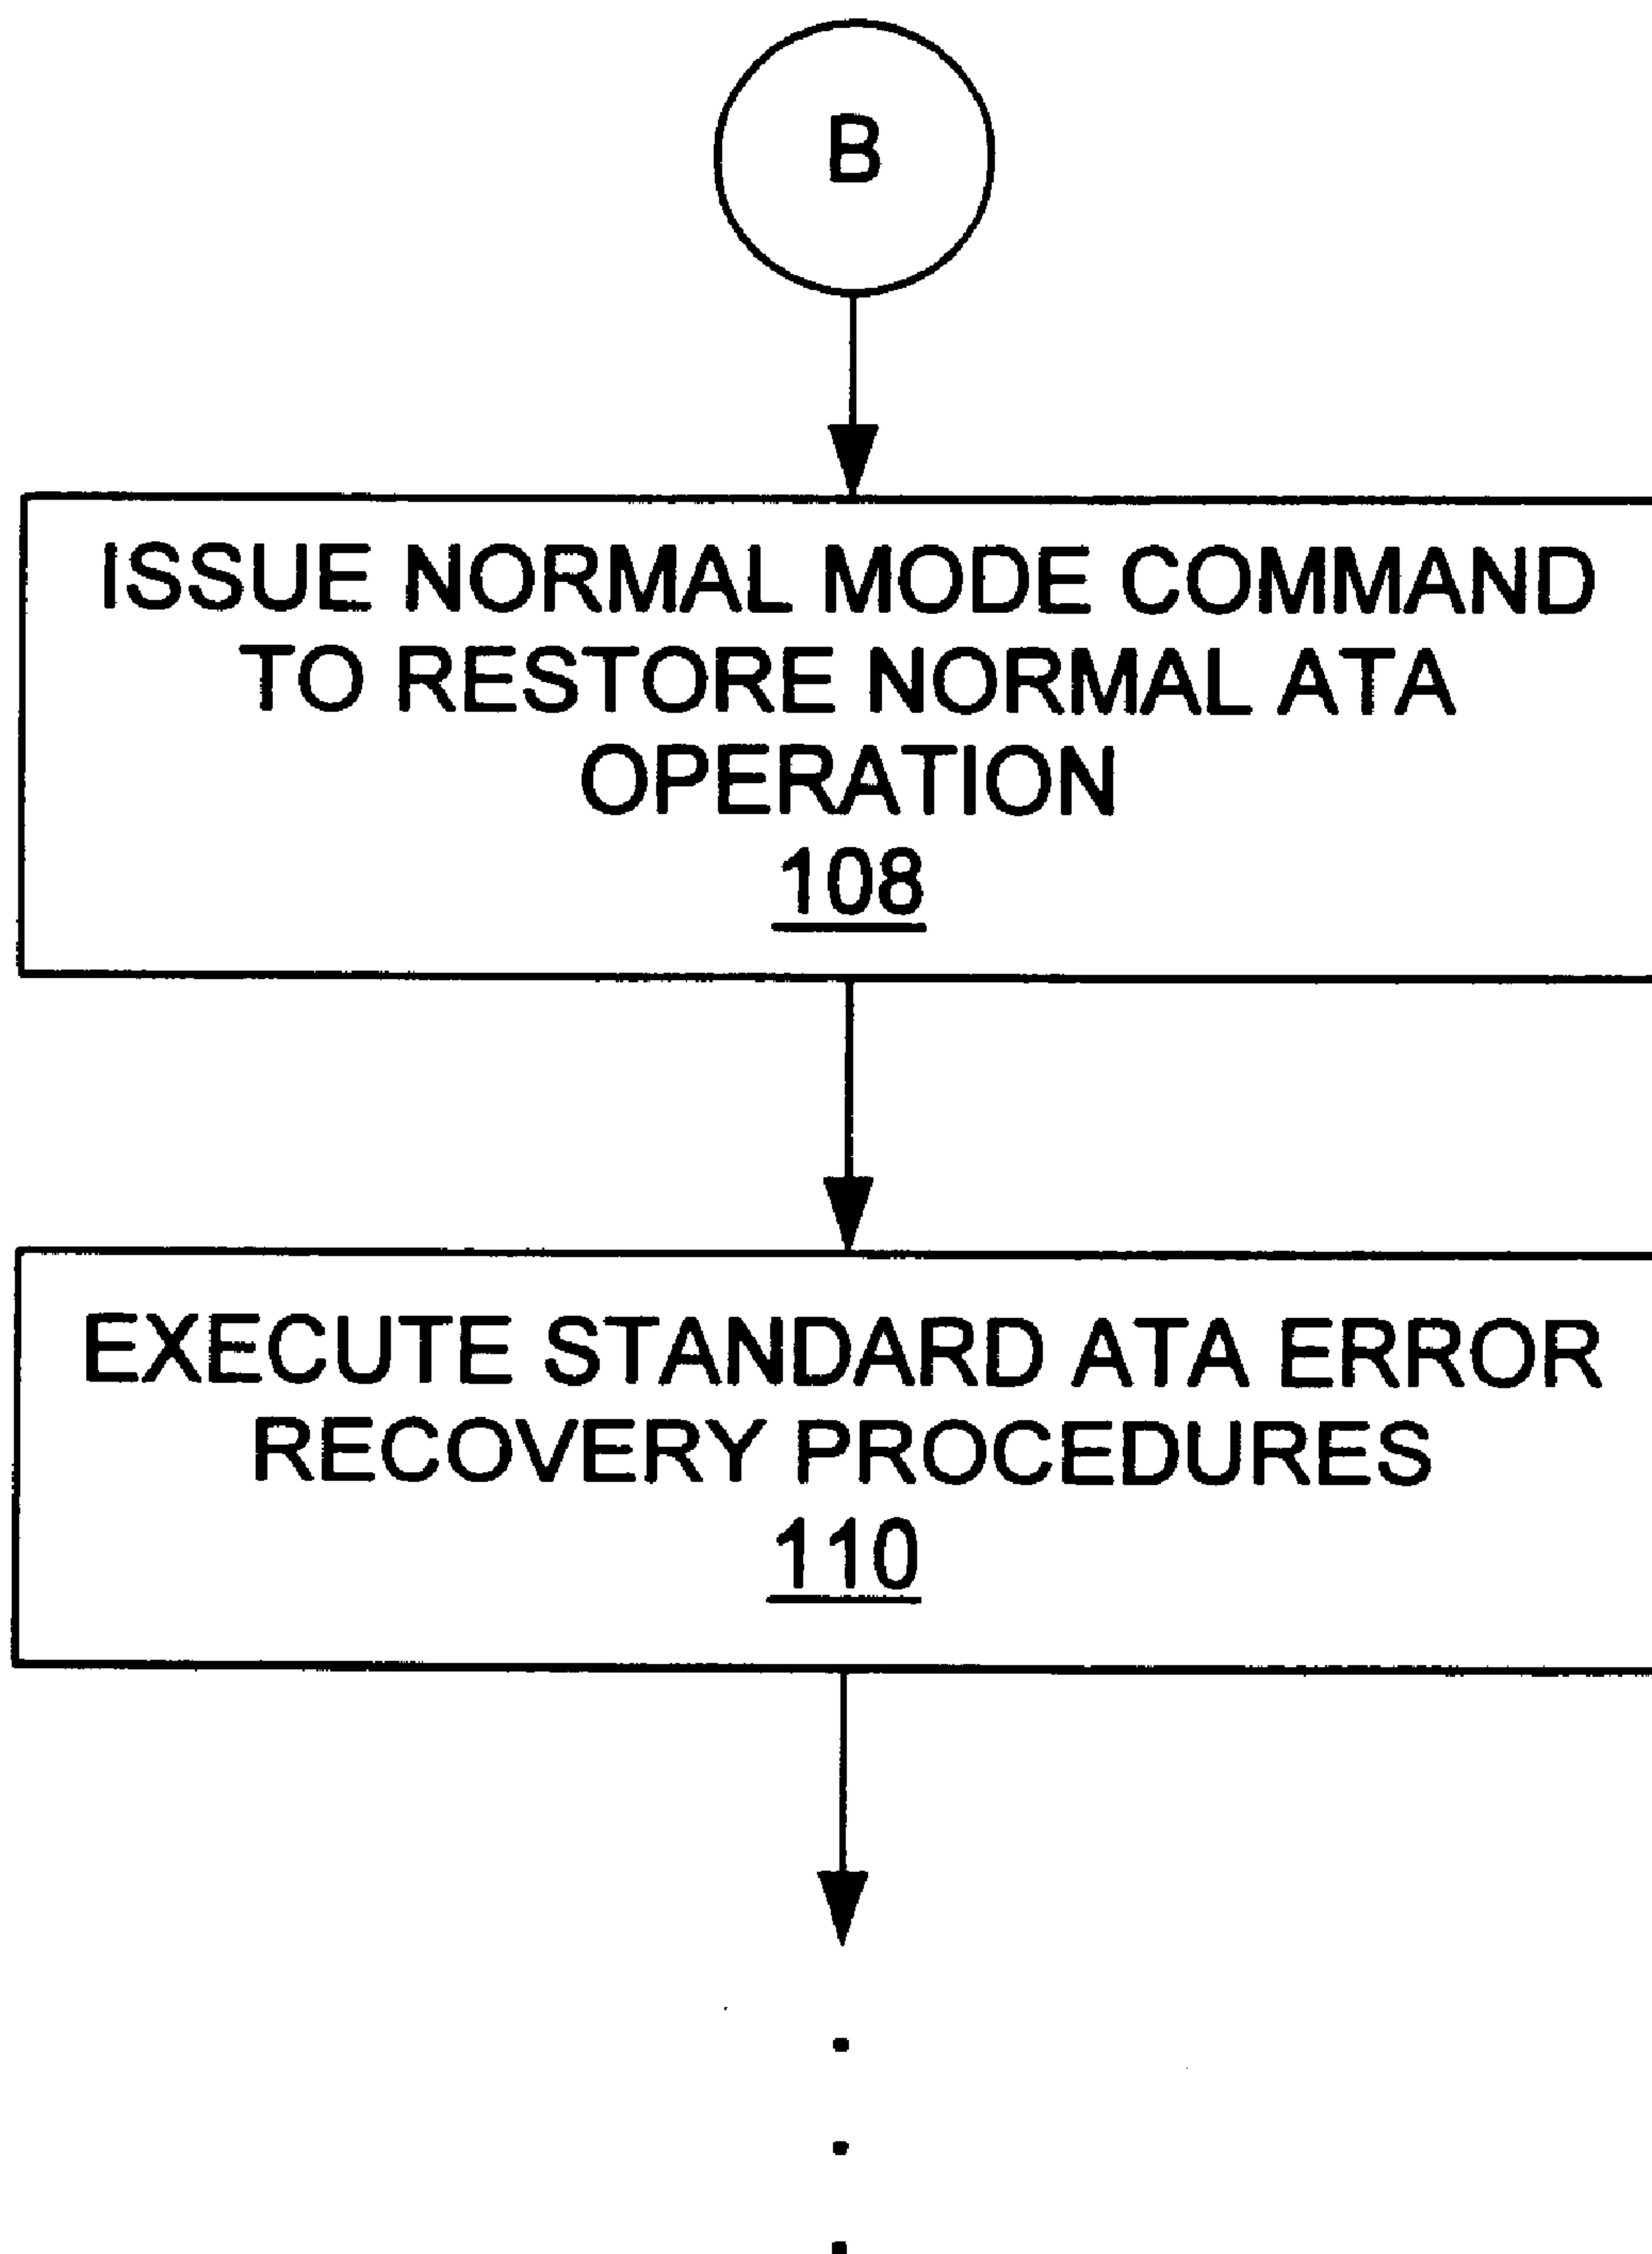 B
ISSUE NORMAL MODE COMMAND
TO RESTORE NORMAL ATA
OPERATION
108
EXECUTE STANDARD ATA ERROR
RECOVERY PROCEDURES
110